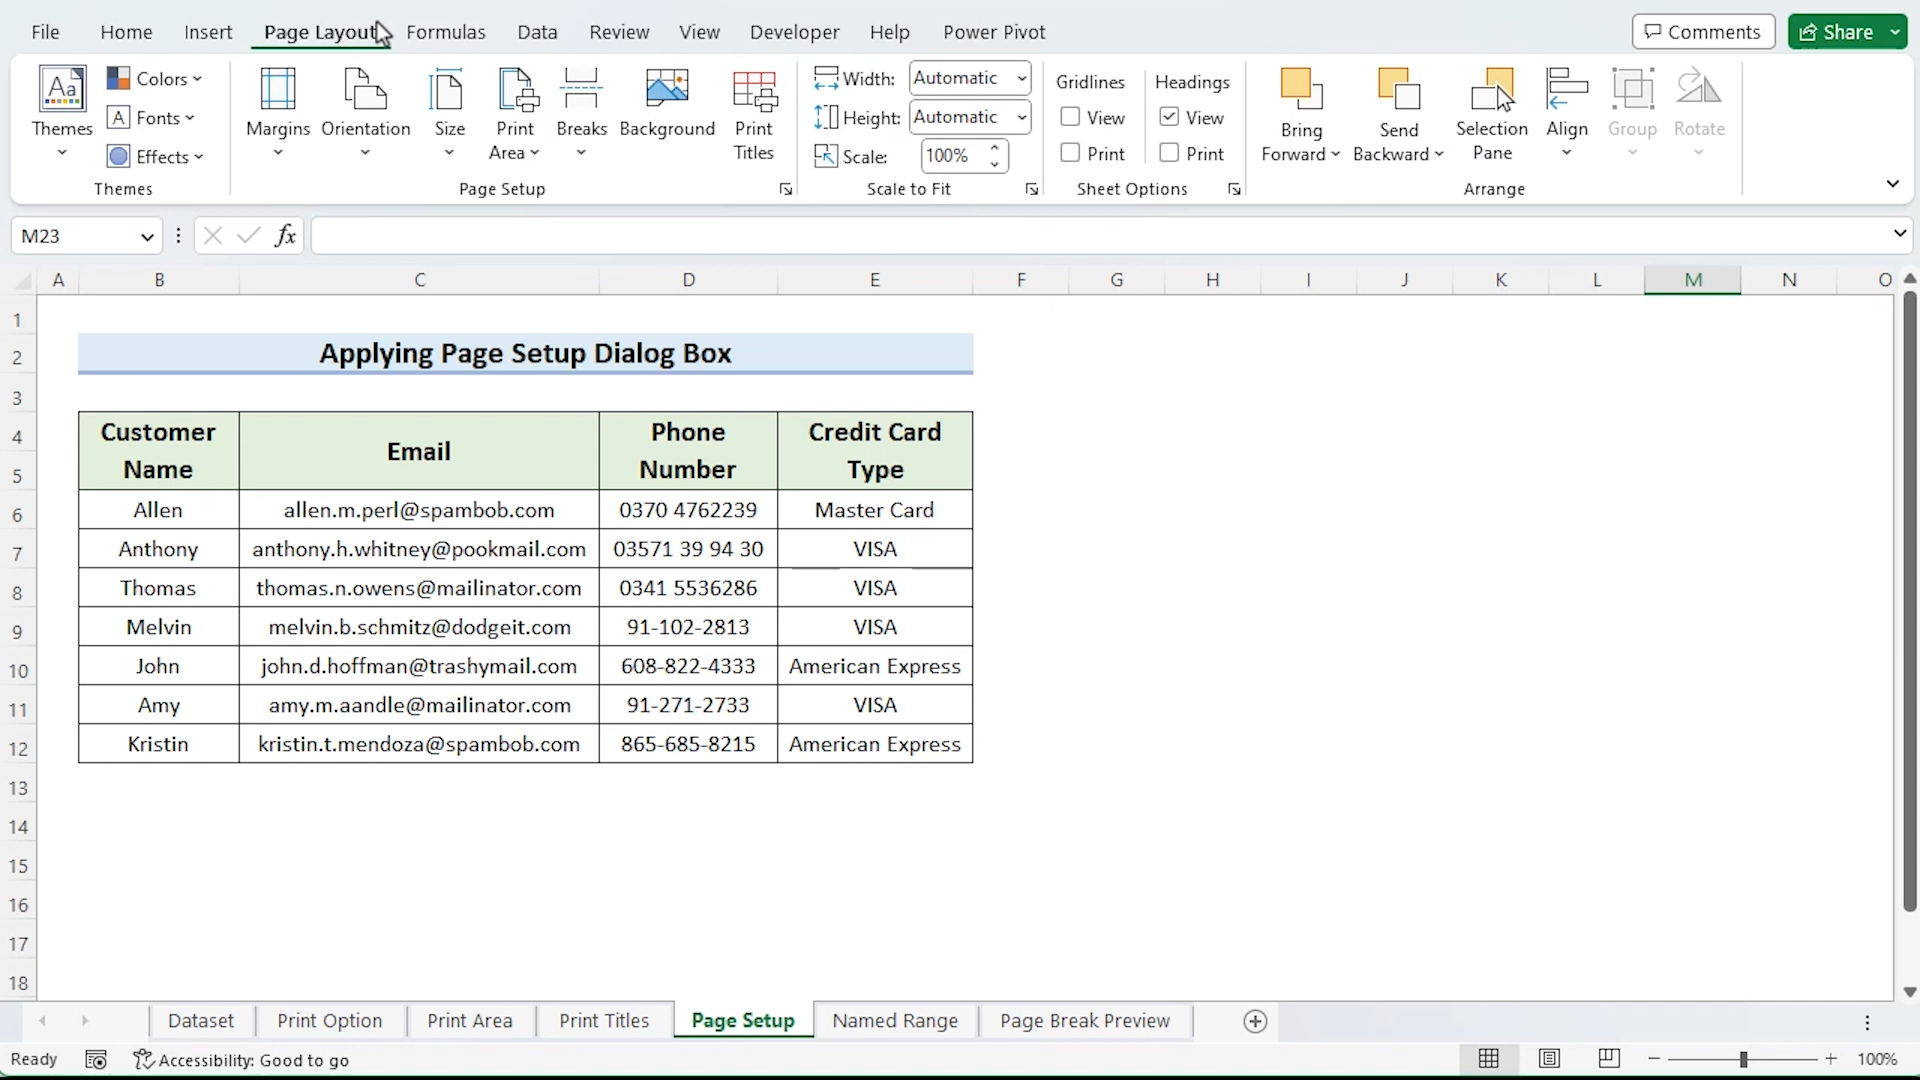 File Home Insert Page Layout Formulas Data Review View Developer Help Power Pivot Comments Share
Aa Colors Width: Automatic Gridlines Headings
A Fonts Height: Automatic View View
Themes Margins Orientation Size Print Area Breaks Background Print Titles Bring Forward Send Backward Selection Pane Align Group Rotate
Effects Scale: 100% Print Print
Themes Page Setup Scale to Fit Sheet Options Arrange
M23 fx
A B C D E F G H I J K L M N O
1
2 Applying Page Setup Dialog Box
3
4 Customer Name Email Phone Number Credit Card Type
5
6 Allen allen.m.perl@spambob.com 0370 4762239 Master Card
7 Anthony anthony.h.whitney@pookmail.com 03571 39 94 30 VISA
8 Thomas thomas.n.owens@mailinator.com 0341 5536286 VISA
9 Melvin melvin.b.schmitz@dodgeit.com 91-102-2813 VISA
10 John john.d.hoffman@trashymail.com 608-822-4333 American Express
11 Amy amy.m.aandle@mailinator.com 91-271-2733 VISA
12 Kristin kristin.t.mendoza@spambob.com 865-685-8215 American Express
13
14
15
16
17
18
Dataset Print Option Print Area Print Titles Page Setup Named Range Page Break Preview
Ready Accessibility: Good to go 100%